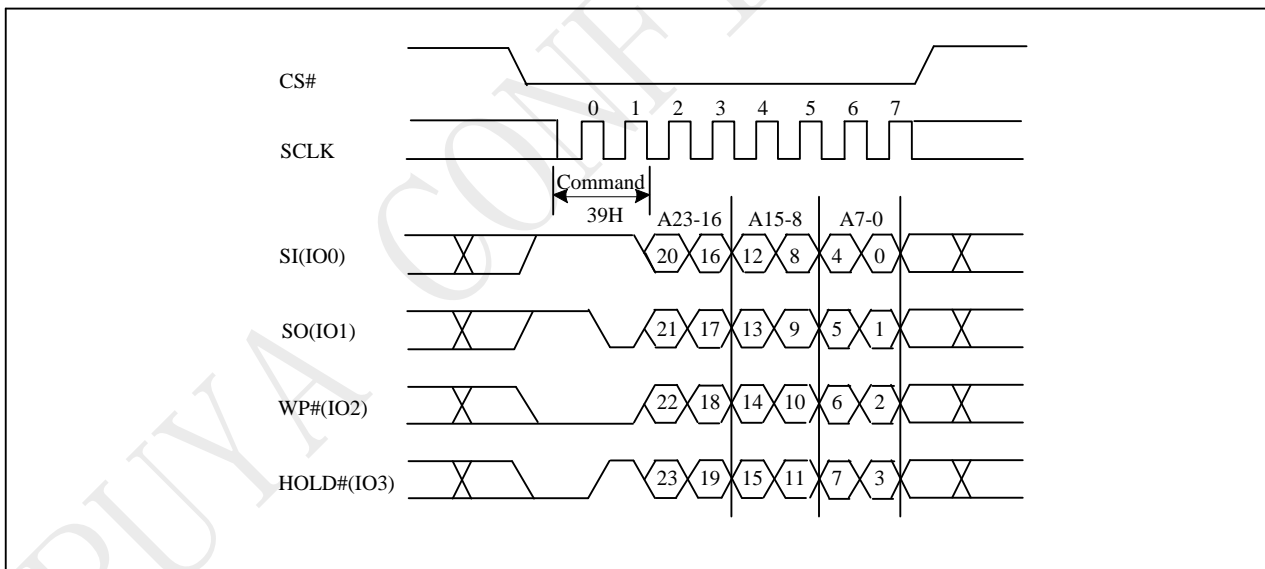 PUYA CONF
CS#
0 1 2 3 4 5 6 7
SCLK
Command
39H
A23-16 A15-8 A7-0
SI(IO0) 20 16 12 8 4 0
SO(IO1) 21 17 13 9 5 1
WP#(IO2) 22 18 14 10 6 2
HOLD#(IO3) 23 19 15 11 7 3